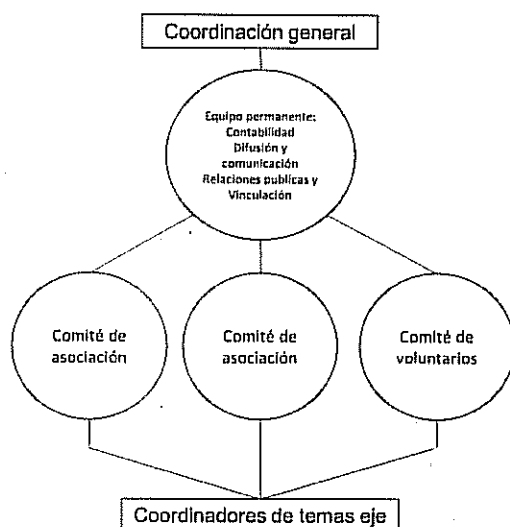 Coordinación general
Equipo permanente:
Contabilidad
Difusión y
comunicación
Relaciones publicas y
Vinculación
Comité de
asociación
Comité de
asociación
Comité de
voluntarios
Coordinadores de temas eje